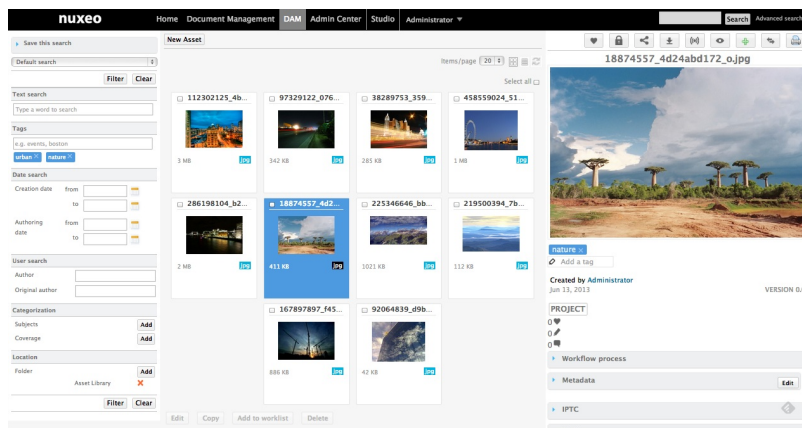 nuxeo
Home Document Management DAM Admin Center Studio Administrator
Search Advanced search
Save this search
Default search
Filter Clear
Text search
Type a word to search
Tags
e.g. events, boston
urban × nature ×
Date search
Creation date from
to
Authoring date from
to
User search
Author
Original author
Categorization
Subjects Add
Coverage Add
Location
Folder Add
Asset Library
Filter Clear
New Asset
Items/page 20
Select all
112302125_4b... 97329122_076... 38289753_359... 458559024_51...
3 MB jpg 342 KB jpg 285 KB jpg 1 MB jpg
286198104_b2... 18874557_4d2... 225346646_bb... 219500394_7b...
2 MB jpg 411 KB jpg 1021 KB jpg 112 KB jpg
167897897_f45... 92064839_d9b...
886 KB jpg 42 KB jpg
Edit Copy Add to worklist Delete
18874557_4d24abd172_o.jpg
nature ×
Add a tag
Created by Administrator
Jun 13, 2013 VERSION 0.
PROJECT
0
0
0
Workflow process
Metadata Edit
IPTC